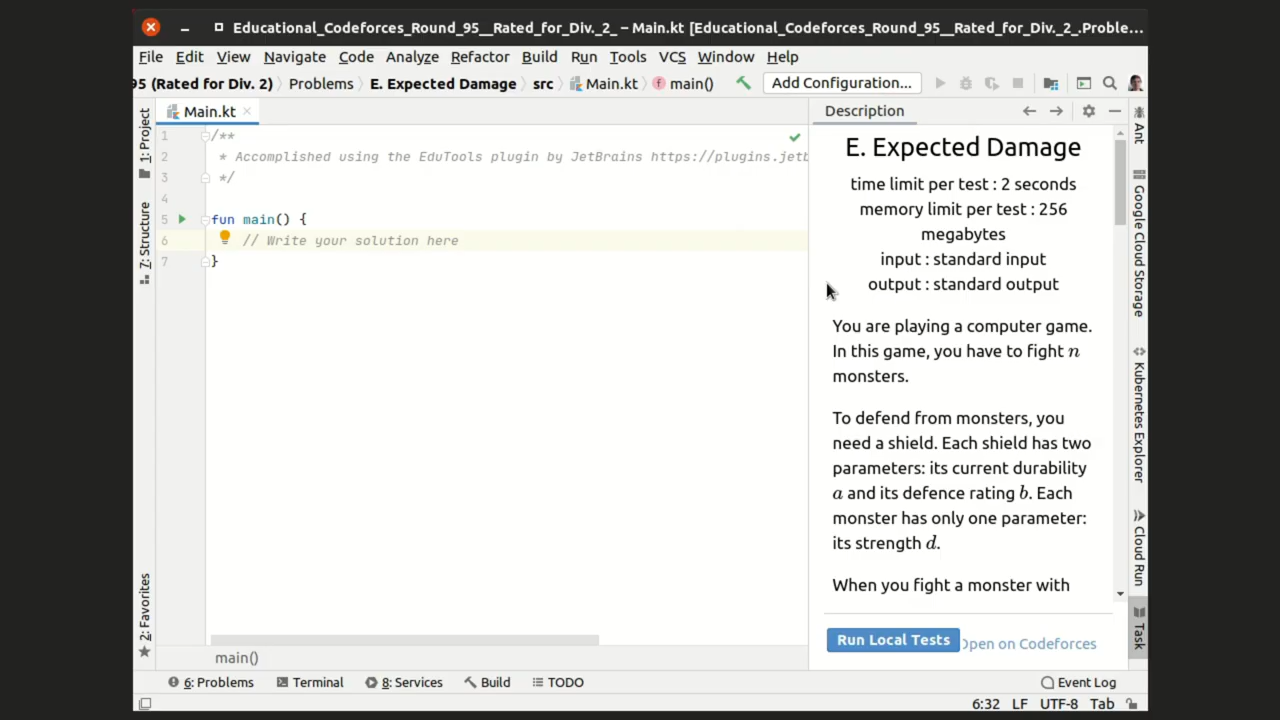 Educational_Codeforces_Round_95__Rated_for_Div._2_ – Main.kt [Educational_Codeforces_Round_95__Rated_for_Div._2_.Proble...
File Edit View Navigate Code Analyze Refactor Build Run Tools VCS Window Help
95 (Rated for Div. 2) Problems E. Expected Damage src Main.kt main() Add Configuration...
Main.kt
1 /**
2 * Accomplished using the EduTools plugin by JetBrains https://plugins.jetb
3 */
4
5 fun main() {
6 // Write your solution here
7 }
main()
1: Project
7: Structure
2: Favorites
Description
E. Expected Damage
time limit per test : 2 seconds
memory limit per test : 256
megabytes
input : standard input
output : standard output
You are playing a computer game.
In this game, you have to fight n
monsters.
To defend from monsters, you
need a shield. Each shield has two
parameters: its current durability
a and its defence rating b. Each
monster has only one parameter:
its strength d.
When you fight a monster with
Run Local Tests Open on Codeforces
Ant
Google Cloud Storage
Kubernetes Explorer
Cloud Run
Task
6: Problems Terminal 8: Services Build TODO Event Log
6:32 LF UTF-8 Tab